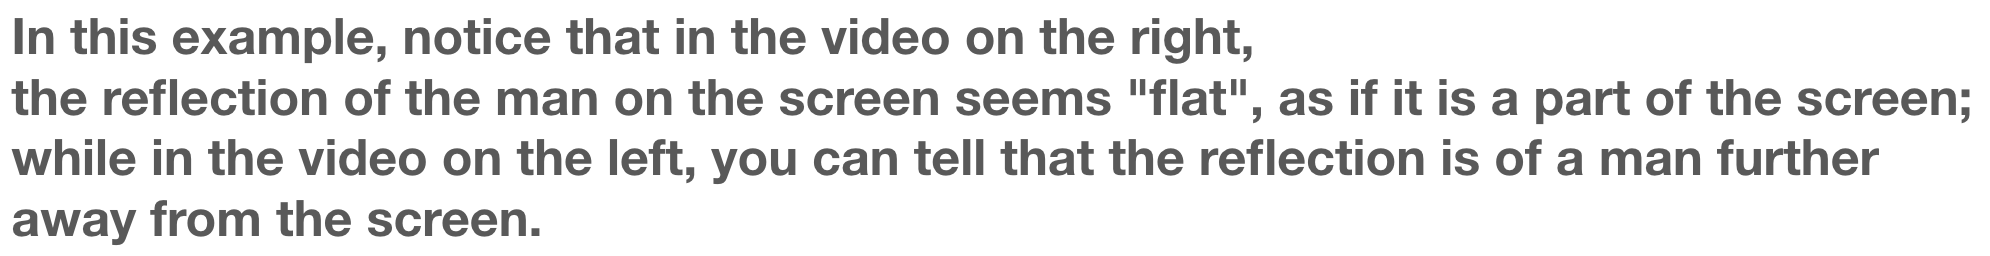 In this example, notice that in the video on the right,
the reflection of the man on the screen seems "flat", as if it is a part of the screen;
while in the video on the left, you can tell that the reflection is of a man further
away from the screen.